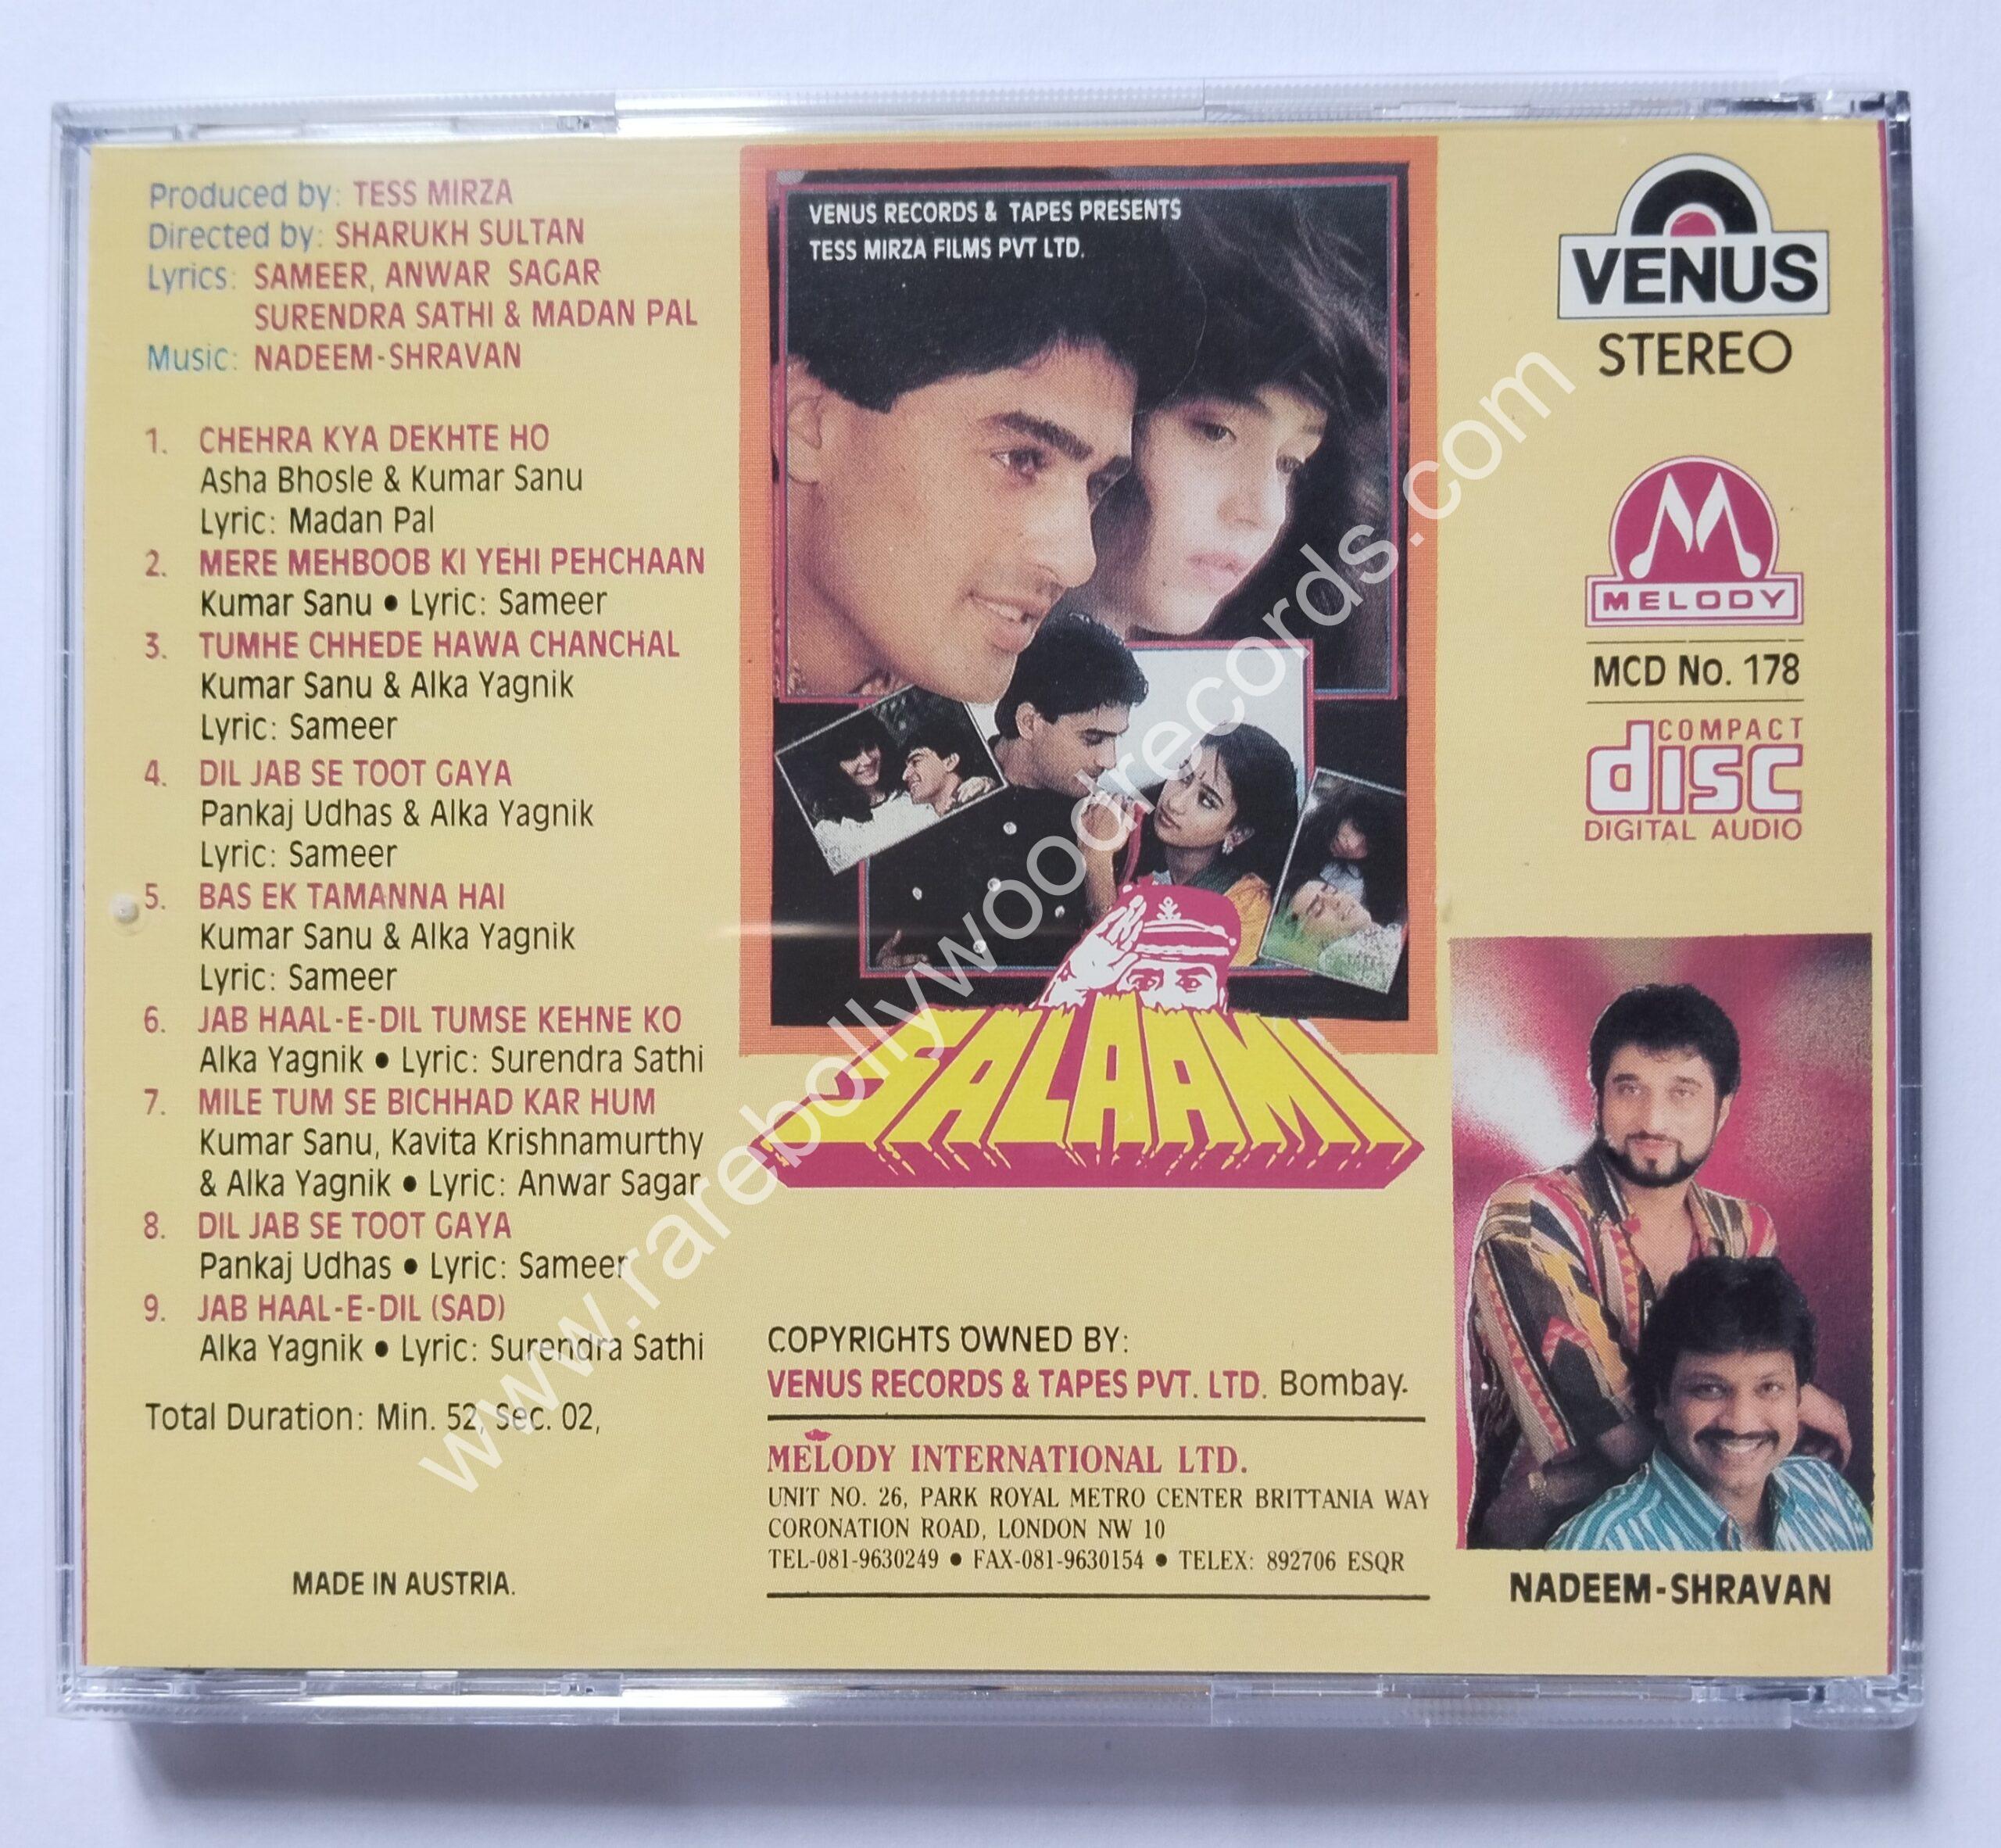 Produced by: TESS MIRZA
Directed by: SHARUKH SULTAN
Lyrics: SAMEER, ANWAR SAGAR
SURENDRA SATHI & MADAN PAL
Music: NADEEM-SHRAVAN
1. CHEHRA KYA DEKHTE HO
Asha Bhosle & Kumar Sanu
Lyric: Madan Pal
2. MERE MEHBOOB KI YEHI PEHCHAAN
Kumar Sanu • Lyric: Sameer
3. TUMHE CHHEDE HAWA CHANCHAL
Kumar Sanu & Alka Yagnik
Lyric: Sameer
4. DIL JAB SE TOOT GAYA
Pankaj Udhas & Alka Yagnik
Lyric: Sameer
5. BAS EK TAMANNA HAI
Kumar Sanu & Alka Yagnik
Lyric: Sameer
6. JAB HAAL-E-DIL TUMSE KEHNE KO
Alka Yagnik • Lyric: Surendra Sathi
7. MILE TUM SE BICHHAD KAR HUM
Kumar Sanu, Kavita Krishnamurthy
& Alka Yagnik • Lyric: Anwar Sagar
8. DIL JAB SE TOOT GAYA
Pankaj Udhas • Lyric: Sameer
9. JAB HAAL-E-DIL (SAD)
Alka Yagnik • Lyric: Surendra Sathi
Total Duration: Min. 52, Sec. 02,
MADE IN AUSTRIA.
VENUS RECORDS & TAPES PRESENTS
TESS MIRZA FILMS PVT LTD.
SALAAMI
COPYRIGHTS OWNED BY:
VENUS RECORDS & TAPES PVT. LTD. Bombay.
MELODY INTERNATIONAL LTD.
UNIT NO. 26, PARK ROYAL METRO CENTER BRITTANIA WAY
CORONATION ROAD, LONDON NW 10
TEL-081-9630249 • FAX-081-9630154 • TELEX: 892706 ESQR
VENUS
STEREO
MELODY
MCD No. 178
COMPACT
disc
DIGITAL AUDIO
NADEEM-SHRAVAN
www.rarebollywoodrecords.com